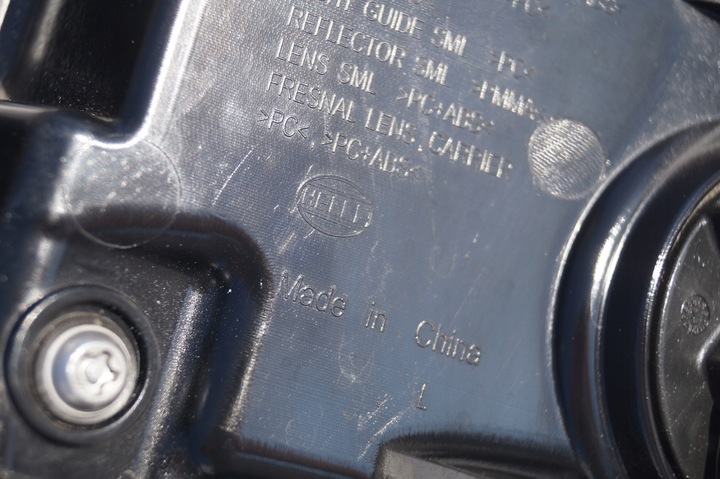 GUIDE SML >PC<
REFLECTOR SML >PMMA<
LENS SML >PC+ABS<
FRESNAL LENS, CARRIER
>PC<, >PC+ABS<
HELLA
Made in China
L